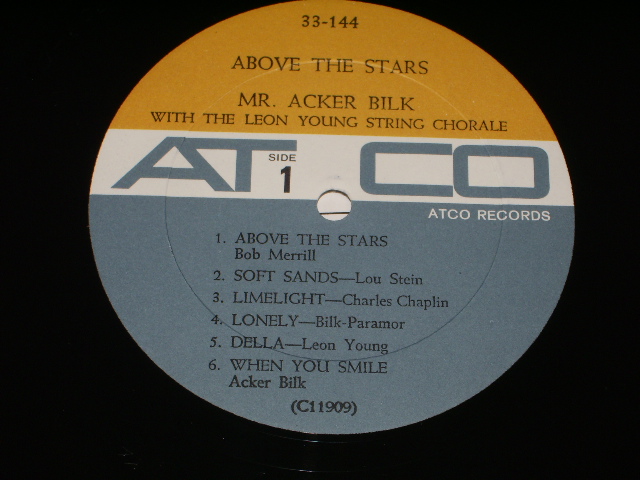 33-144
ABOVE THE STARS
MR. ACKER BILK
WITH THE LEON YOUNG STRING CHORALE
ATCO
SIDE
1
ATCO RECORDS
1. ABOVE THE STARS
Bob Merrill
2. SOFT SANDS—Lou Stein
3. LIMELIGHT—Charles Chaplin
4. LONELY—Bilk-Paramor
5. DELLA—Leon Young
6. WHEN YOU SMILE
Acker Bilk
(C11909)